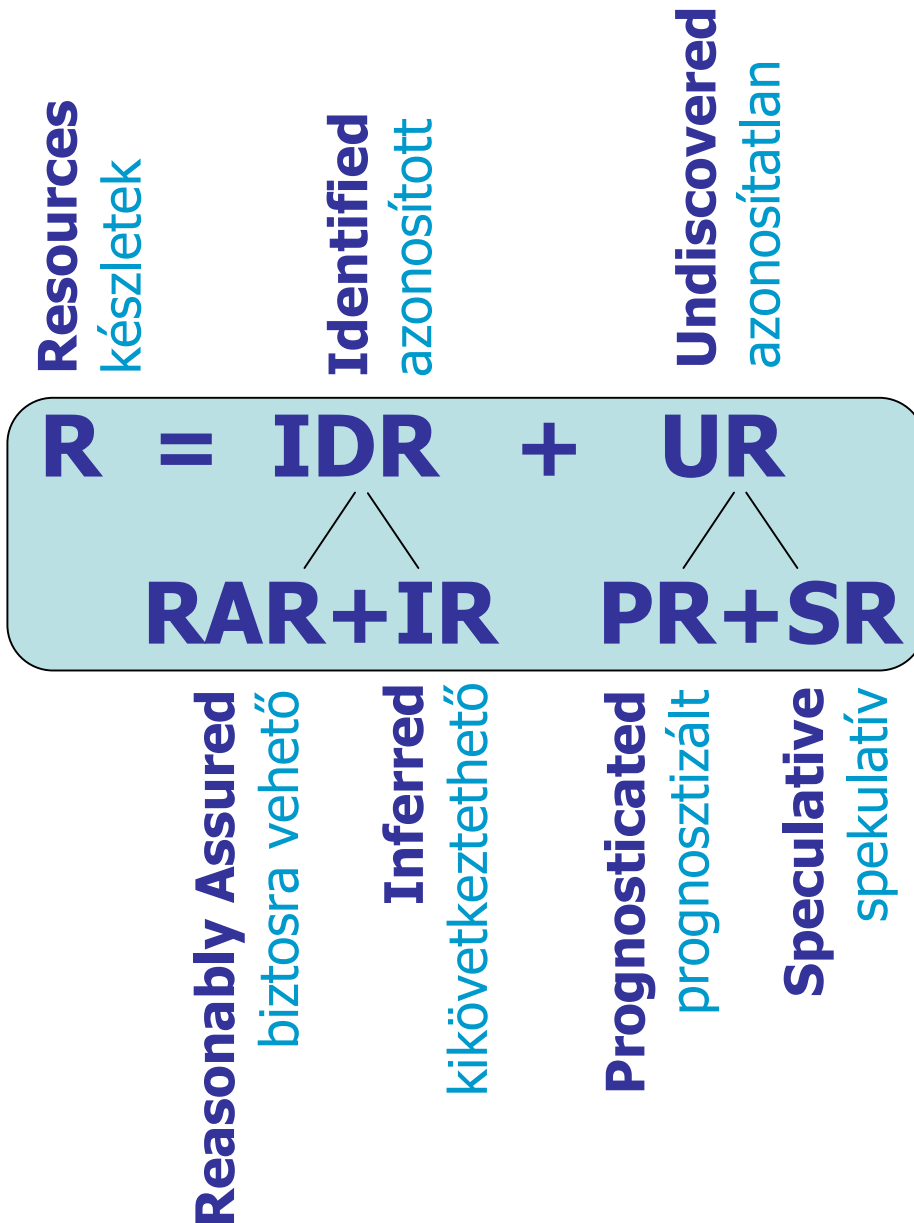 Resources
készletek
Identified
azonosított
Undiscovered
azonosítatlan
R = IDR + UR
RAR+IR PR+SR
Reasonably Assured
biztosra vehető
Inferred
kikövetkeztethető
Prognosticated
prognosztizált
Speculative
spekulatív